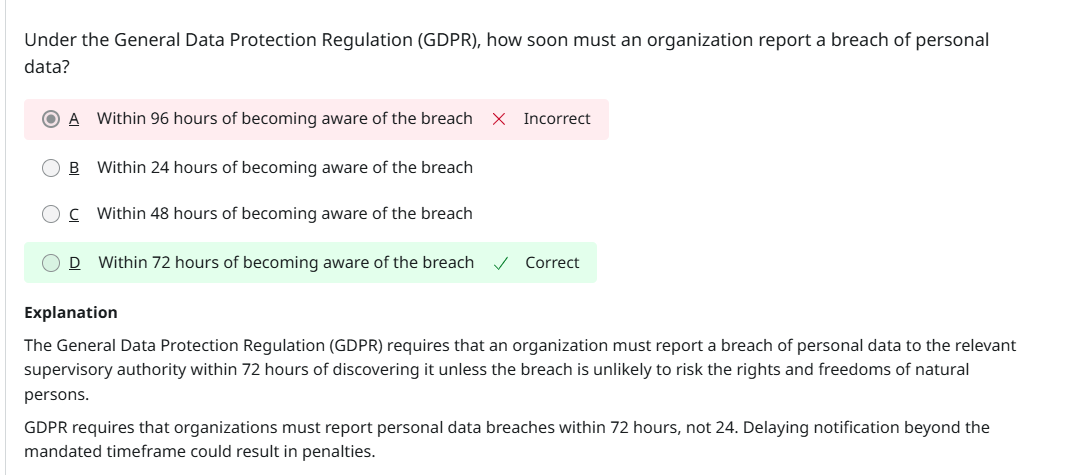 Under the General Data Protection Regulation (GDPR), how soon must an organization report a breach of personal
data?
A Within 96 hours of becoming aware of the breach Incorrect
B Within 24 hours of becoming aware of the breach
C Within 48 hours of becoming aware of the breach
D Within 72 hours of becoming aware of the breach Correct
Explanation
The General Data Protection Regulation (GDPR) requires that an organization must report a breach of personal data to the relevant
supervisory authority within 72 hours of discovering it unless the breach is unlikely to risk the rights and freedoms of natural
persons.
GDPR requires that organizations must report personal data breaches within 72 hours, not 24. Delaying notification beyond the
mandated timeframe could result in penalties.